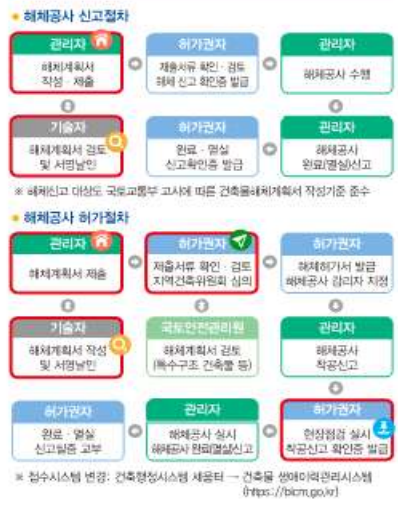 해체공사 신고절차
관리자
해체계획서
작성 · 제출
허가권자
제출서류 확인 · 검토
해체 신고 확인증 발급
관리자
해체공사 수행
기술자
해체계획서 검토
및 서명날인
허가권자
완료 · 멸실
신고확인증 발급
관리자
해체공사
완료(멸실)신고
※ 해체신고 대상도 국토교통부 고시에 따른 건축물해체계획서 작성기준 준수
해체공사 허가절차
관리자
해체계획서 제출
허가권자
제출서류 확인 · 검토
지역건축위원회 심의
허가권자
해체허가서 발급
해체공사 감리자 지정
기술자
해체계획서 작성
및 서명날인
국토안전관리원
해체계획서 검토
(특수구조 건축물 등)
관리자
해체공사
착공신고
허가권자
완료 · 멸실
신고필증 교부
관리자
해체공사 실시
해체공사 완료(멸실)신고
허가권자
현장점검 실시
착공신고 확인증 발급
※ 접수시스템 변경: 건축행정시스템 세움터 → 건축물 생애이력관리시스템
(https://blcm.go.kr)